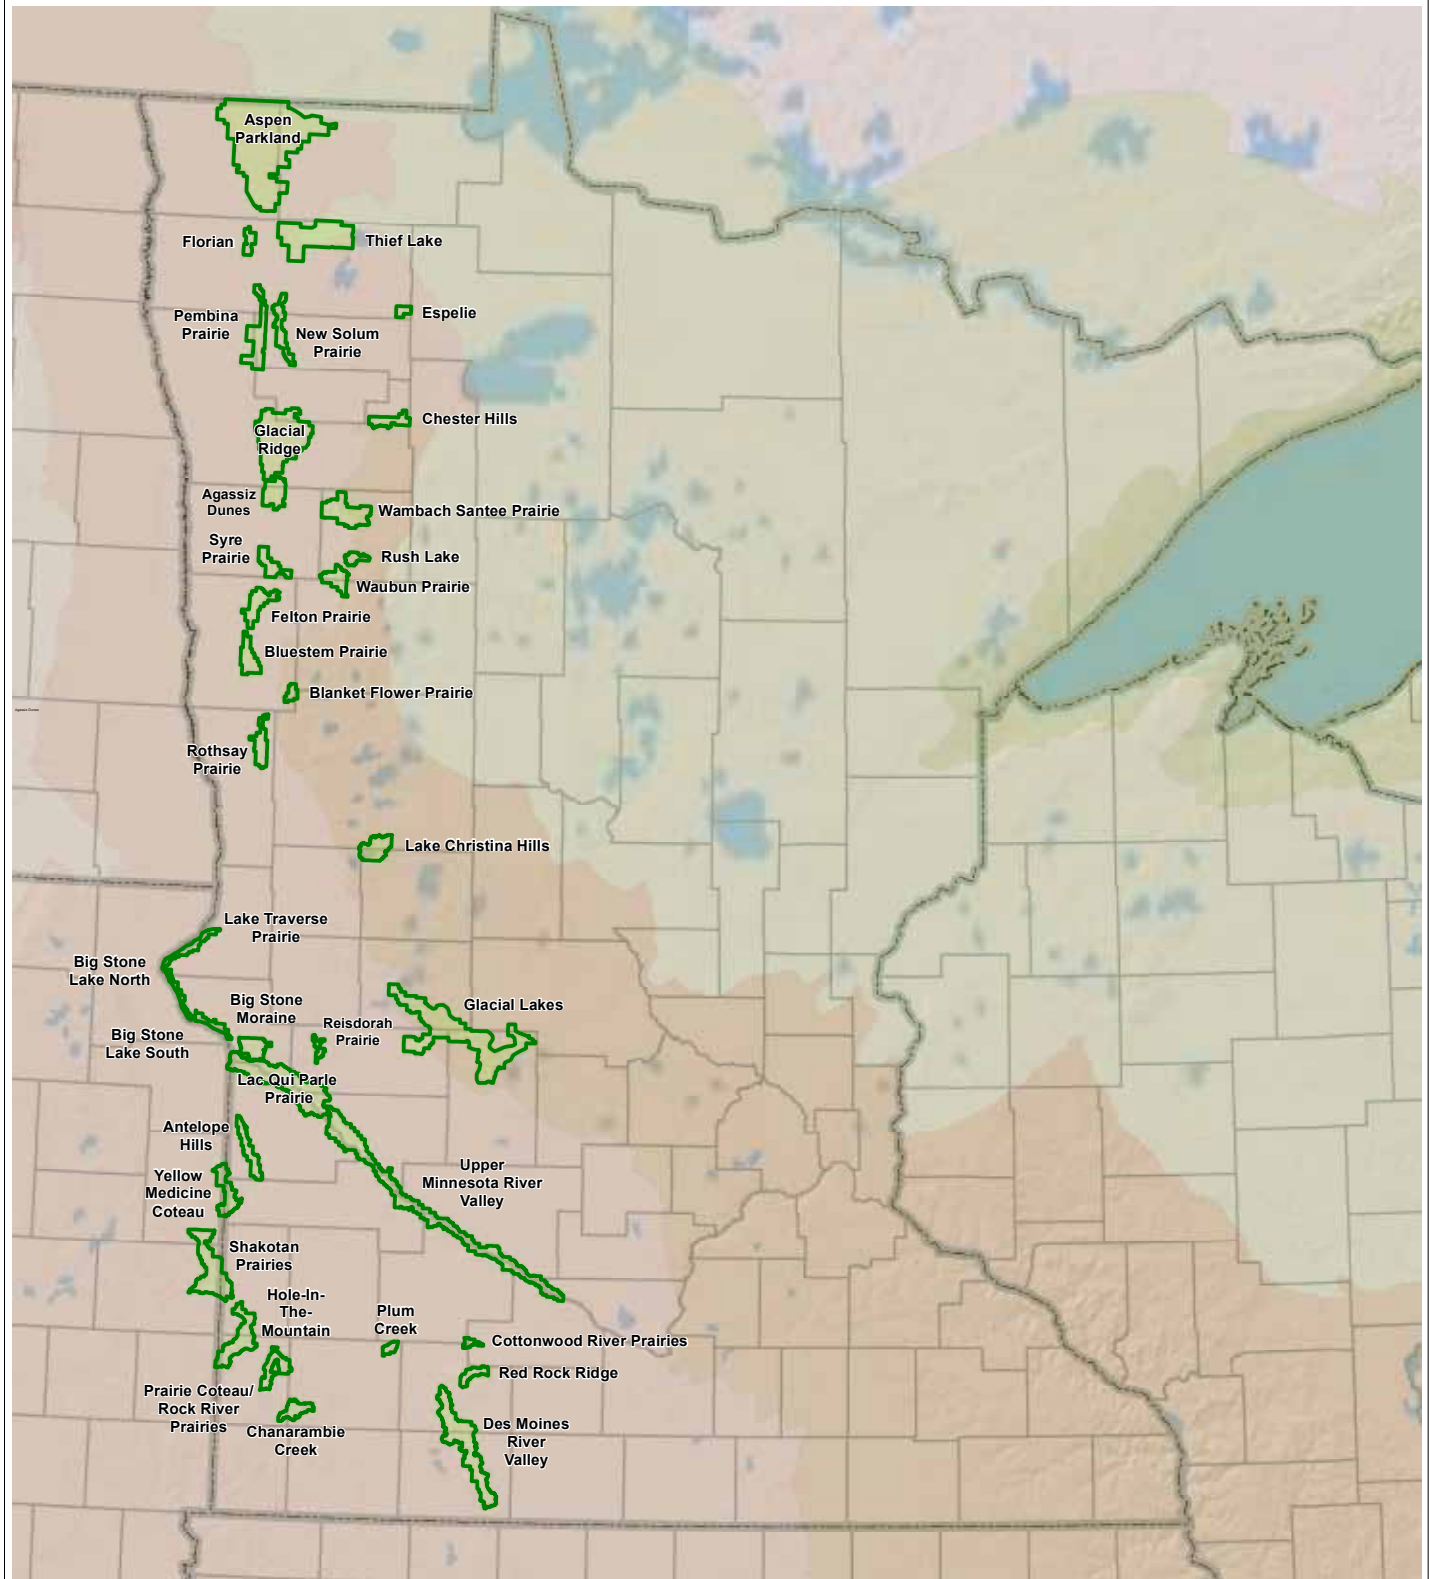 Aspen
Parkland
Florian
Thief Lake
Pembina
Prairie
New Solum
Prairie
Espelie
Chester Hills
Glacial
Ridge
Agassiz
Dunes
Wambach Santee Prairie
Syre
Prairie
Rush Lake
Waubun Prairie
Felton Prairie
Bluestem Prairie
Blanket Flower Prairie
Agassiz Dunes
Rothsay
Prairie
Lake Christina Hills
Lake Traverse
Prairie
Big Stone
Lake North
Big Stone
Moraine
Glacial Lakes
Reisdorah
Prairie
Big Stone
Lake South
Lac Qui Parle
Prairie
Antelope
Hills
Upper
Minnesota River
Valley
Yellow
Medicine
Coteau
Shakotan
Prairies
Hole-In-
The-
Mountain
Plum
Creek
Cottonwood River Prairies
Red Rock Ridge
Prairie Coteau/
Rock River
Prairies
Chanarambie
Creek
Des Moines
River
Valley